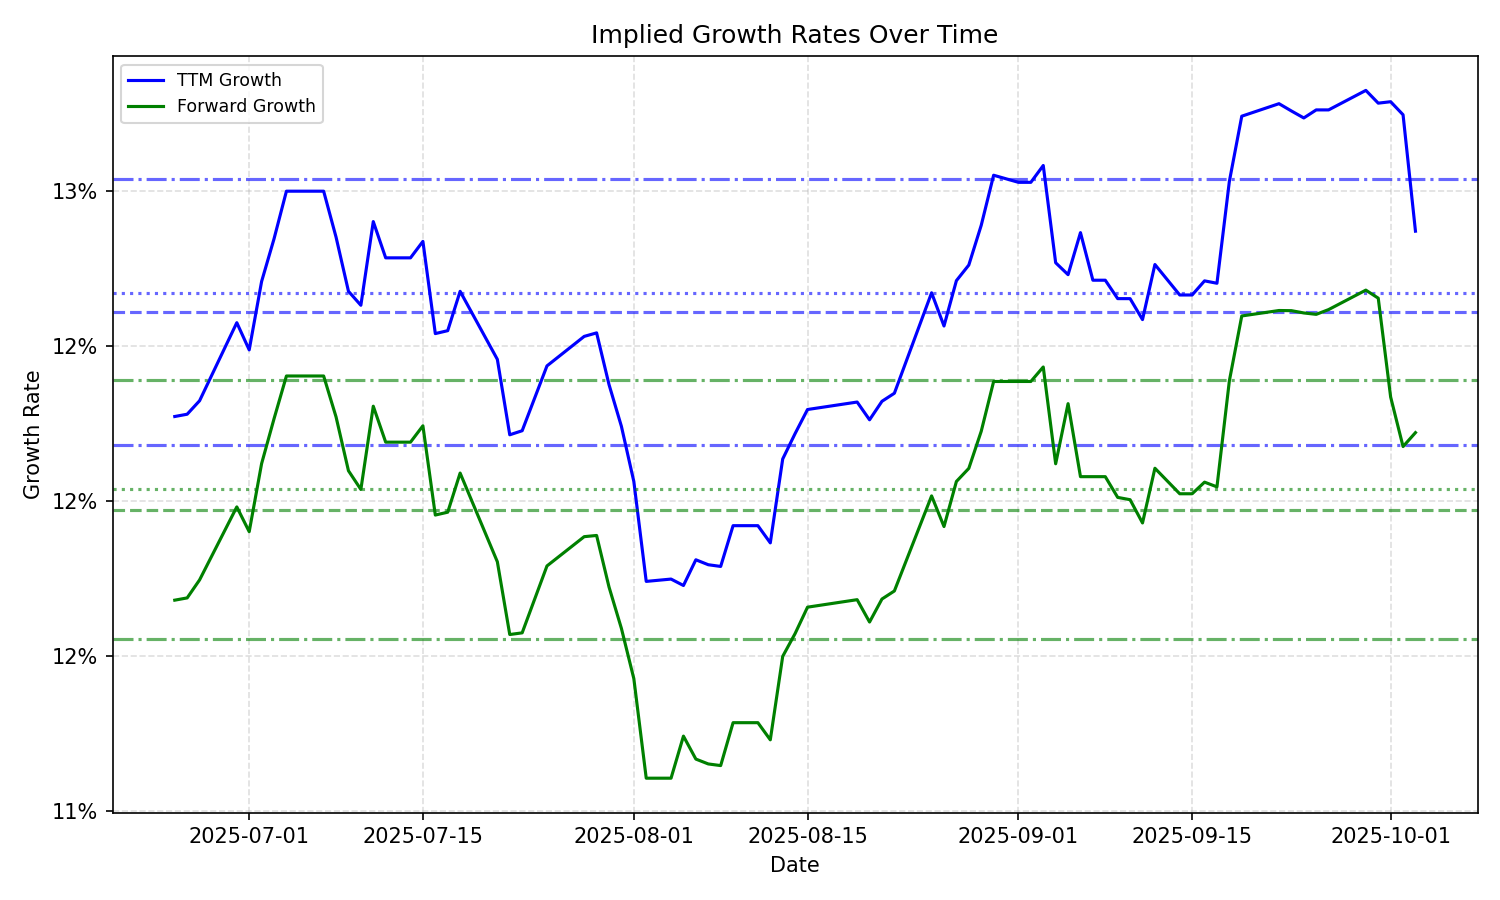 Implied Growth Rates Over Time
TTM Growth
Forward Growth
13%
12%
12%
12%
11%
Growth Rate
2025-07-01
2025-07-15
2025-08-01
2025-08-15
2025-09-01
2025-09-15
2025-10-01
Date